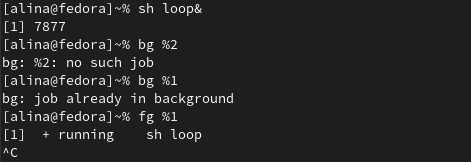 [alina@fedora]~% sh loop&
[1] 7877
[alina@fedora]~% bg %2
bg: %2: no such job
[alina@fedora]~% bg %1
bg: job already in background
[alina@fedora]~% fg %1
[1]  + running    sh loop
^C